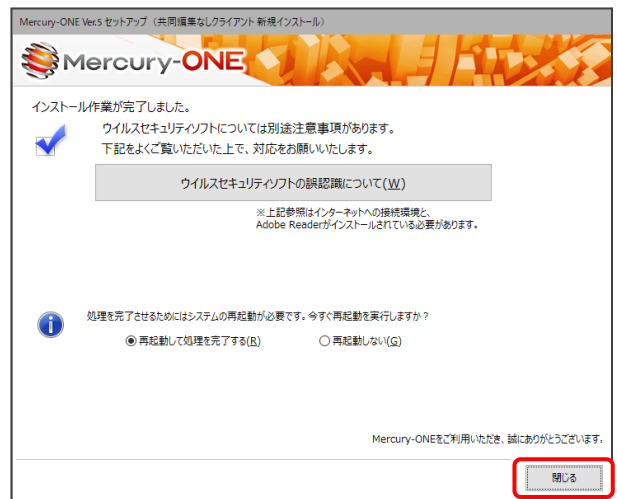 Mercury-ONE Ver.5 セットアップ（共同編集なしクライアント 新規インストール）
Mercury-ONE
インストール作業が完了しました。
ウイルスセキュリティソフトについては別途注意事項があります。
下記をよくご覧いただいた上で、対応をお願いいたします。
ウイルスセキュリティソフトの誤認識について(W)
※上記参照はインターネットへの接続環境と、
Adobe Readerがインストールされている必要があります。
処理を完了させるためにはシステムの再起動が必要です。今すぐ再起動を実行しますか？
再起動して処理を完了する(R) 再起動しない(G)
Mercury-ONEをご利用いただき、誠にありがとうございます。
閉じる